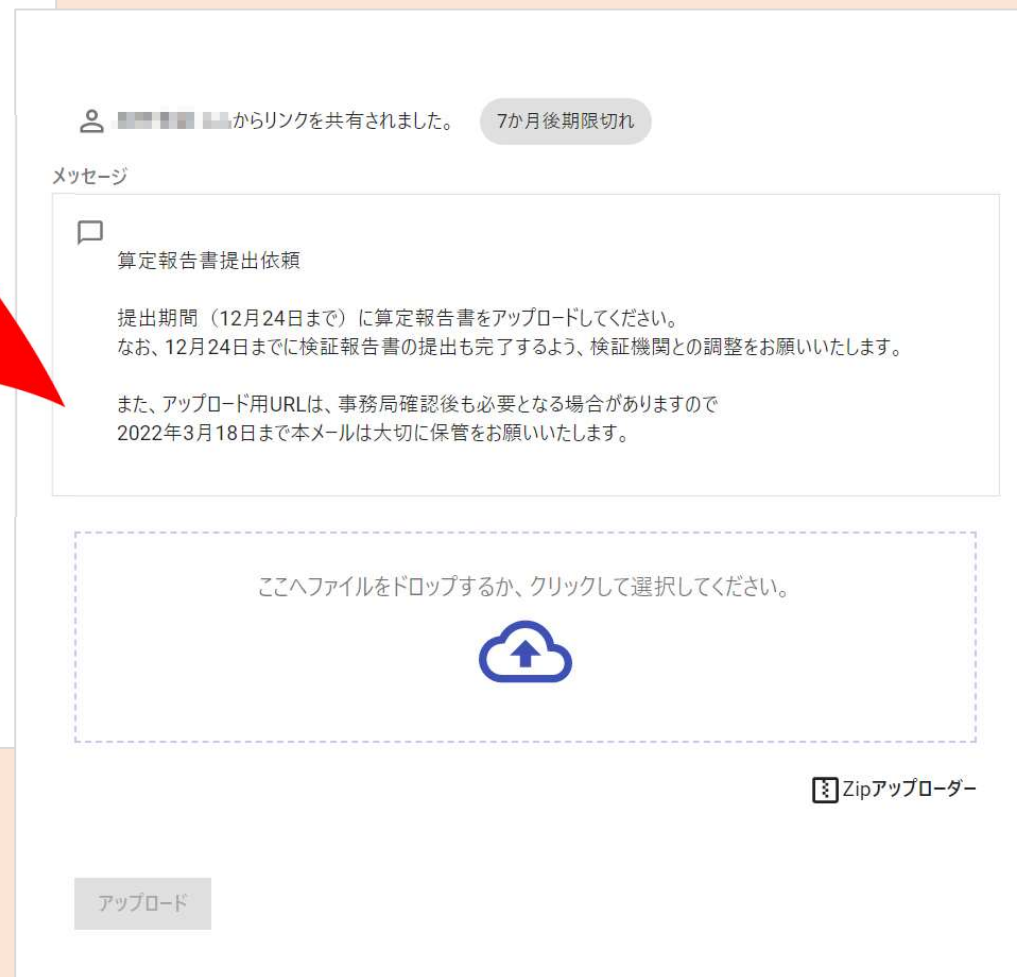 からリンクを共有されました。 7か月後期限切れ
メッセージ
算定報告書提出依頼
提出期間（12月24日まで）に算定報告書をアップロードしてください。
なお、12月24日までに検証報告書の提出も完了するよう、検証機関との調整をお願いいたします。
また、アップロード用URLは、事務局確認後も必要となる場合がありますので
2022年3月18日まで本メールは大切に保管をお願いいたします。
ここへファイルをドロップするか、クリックして選択してください。
Zipアップローダー
アップロード